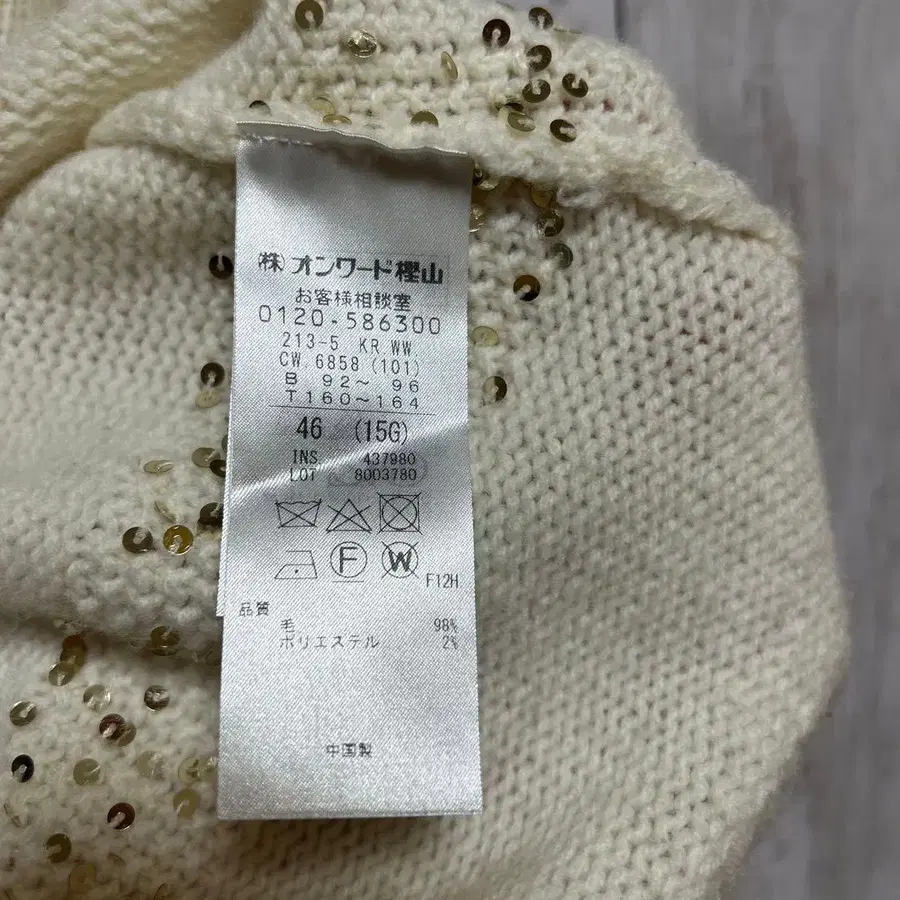 ㈱ オンワード樫山
お客様相談室
0120-586300
213-5 KR WW
CW. 6858 (101)
B 92～ 96
T160～164
46 (15G)
INS 437980
LOT 8003780
F W F12H
品質
毛 98%
ポリエステル 2%
中国製